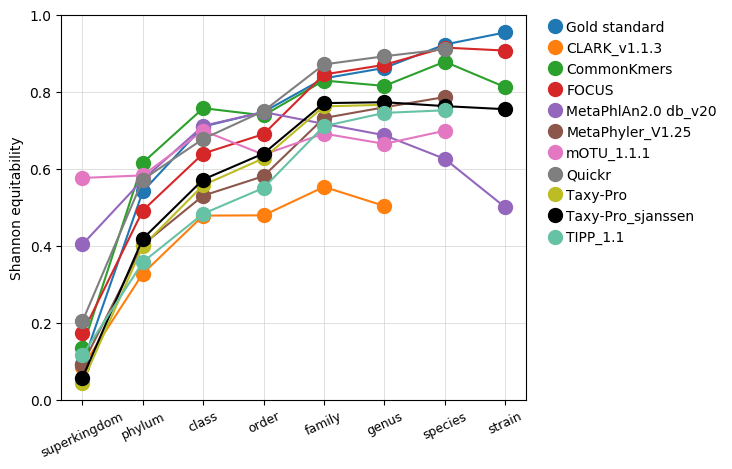 1.0
0.8
0.6
0.4
0.2
0.0
Shannon equitability
superkingdom
phylum
class
order
family
genus
species
strain
Gold standard
CLARK_v1.1.3
CommonKmers
FOCUS
MetaPhlAn2.0 db_v20
MetaPhyler_V1.25
mOTU_1.1.1
Quickr
Taxy-Pro
Taxy-Pro_sjanssen
TIPP_1.1